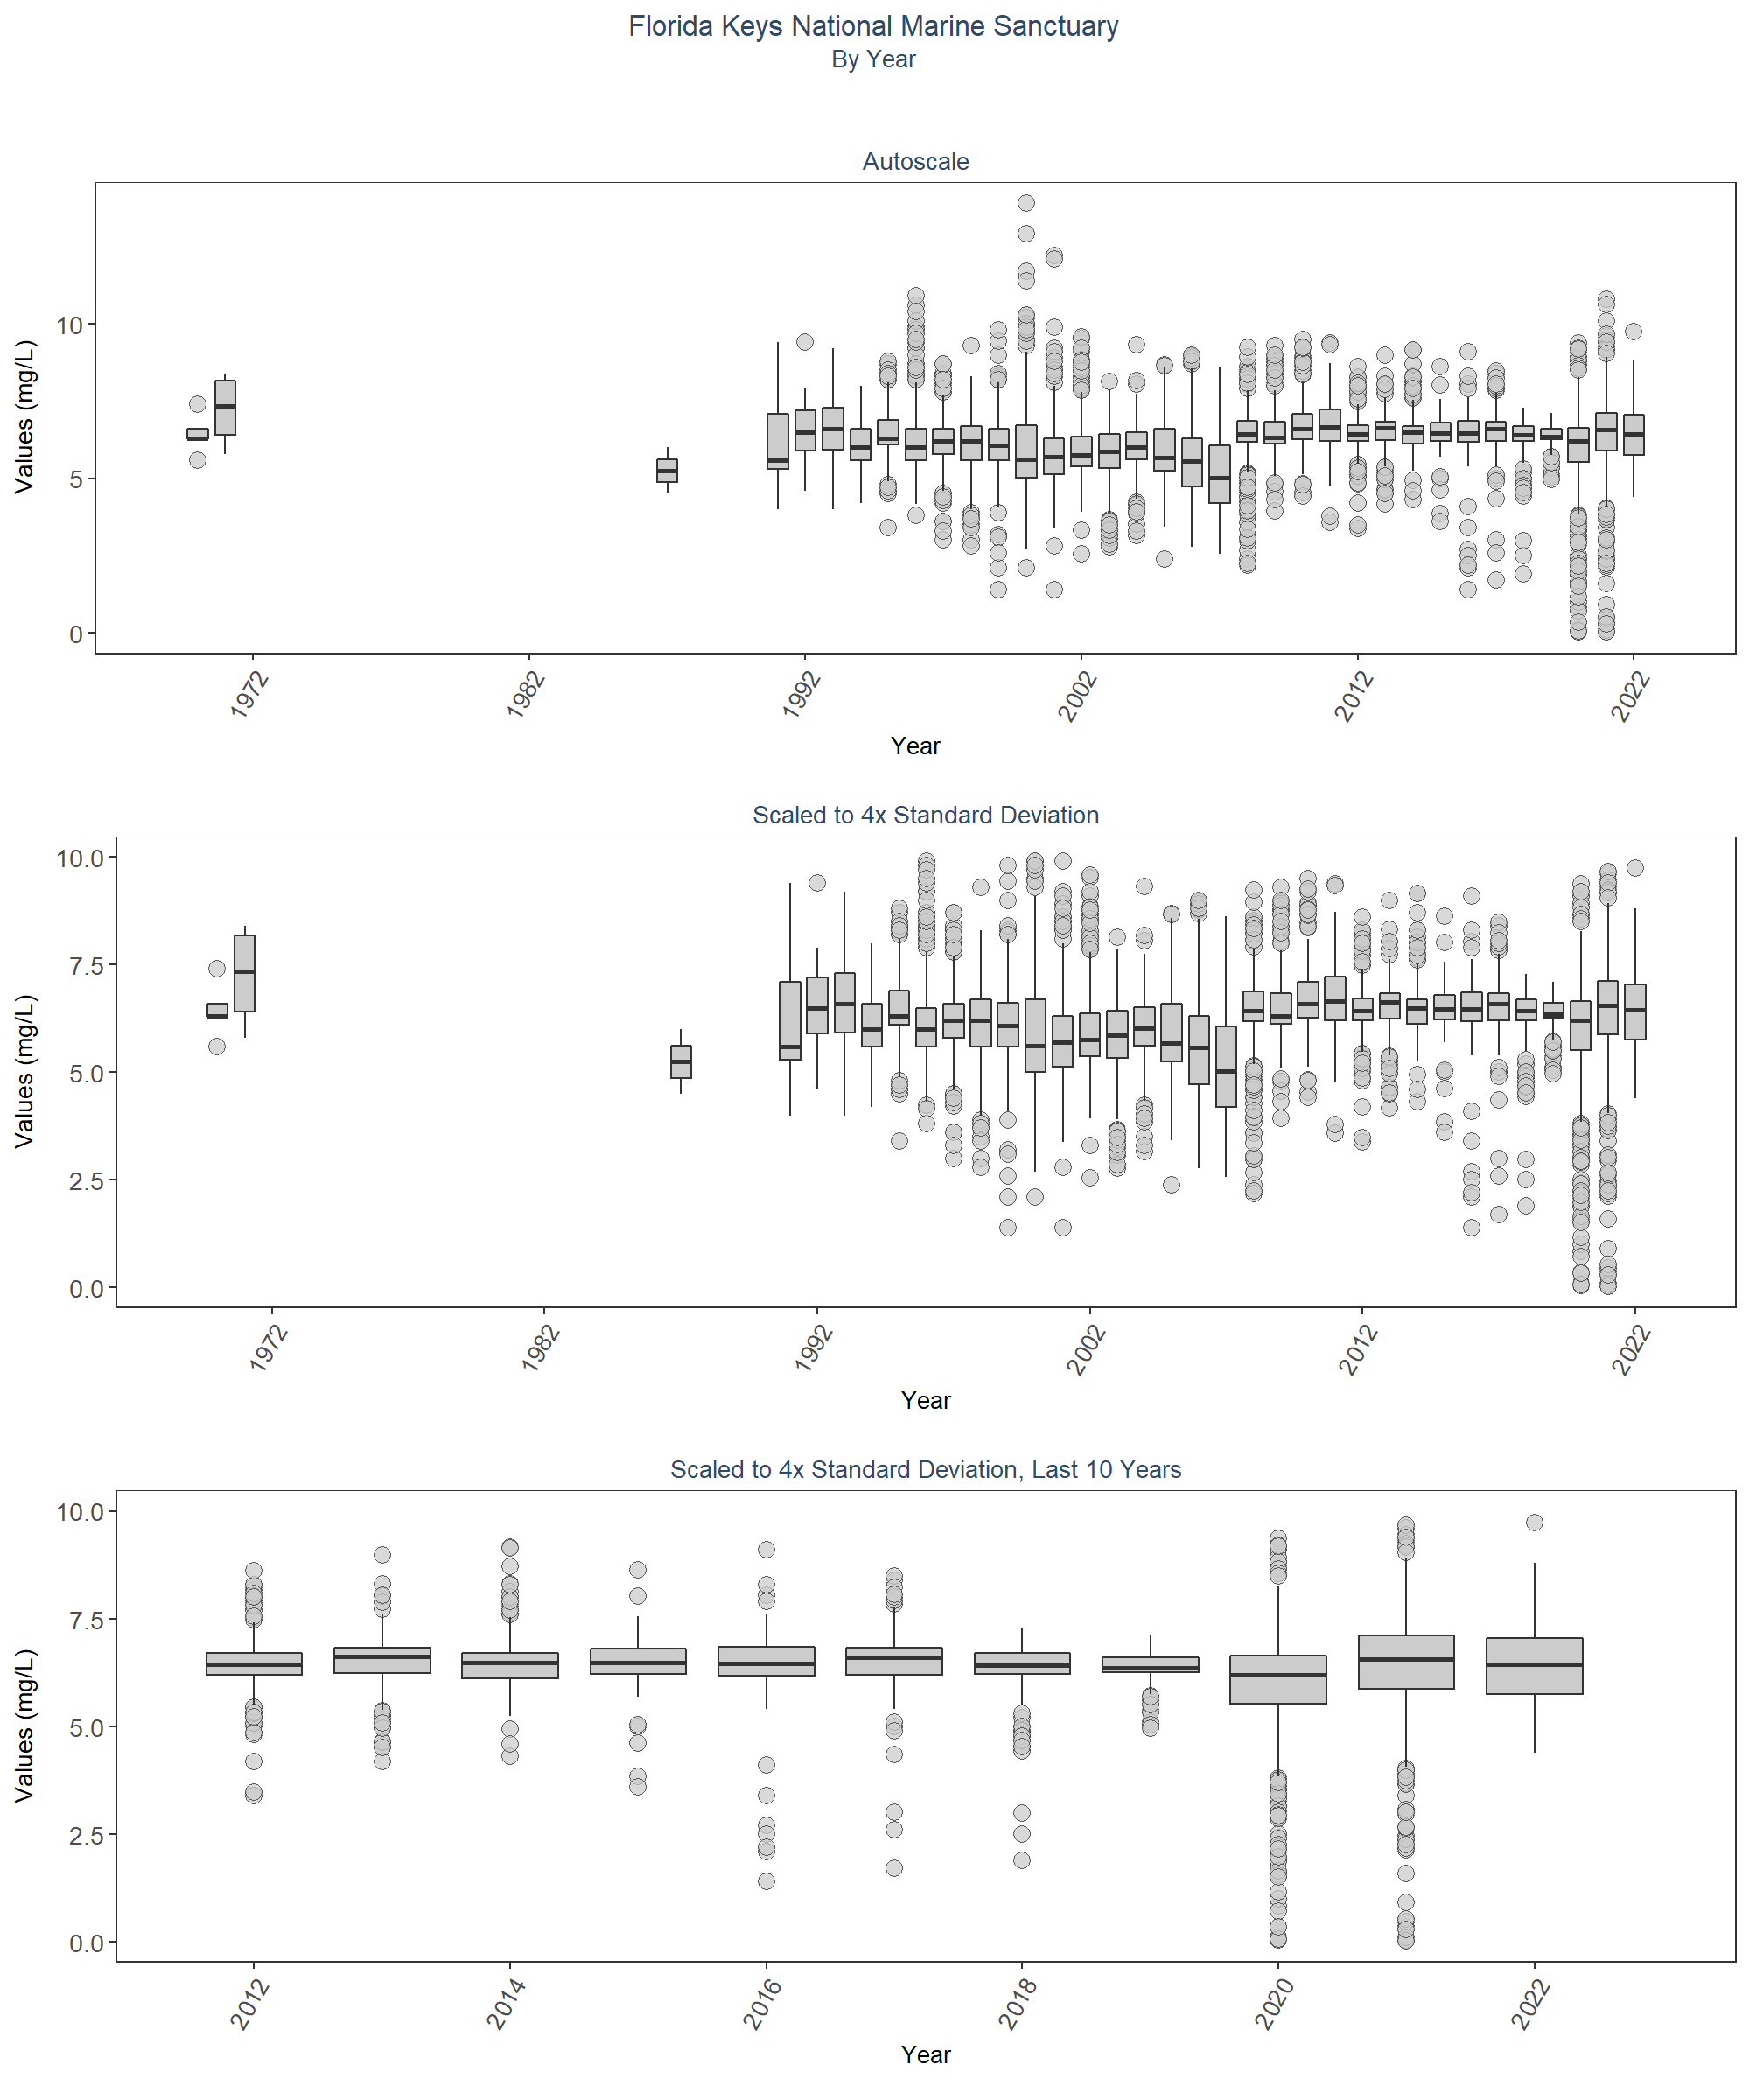 Florida Keys National Marine Sanctuary
By Year
Autoscale
Values (mg/L)
10
5
0
1972
1982
1992
2002
2012
2022
Year
Scaled to 4x Standard Deviation
Values (mg/L)
10.0
7.5
5.0
2.5
0.0
1972
1982
1992
2002
2012
2022
Year
Scaled to 4x Standard Deviation, Last 10 Years
Values (mg/L)
10.0
7.5
5.0
2.5
0.0
2012
2014
2016
2018
2020
2022
Year